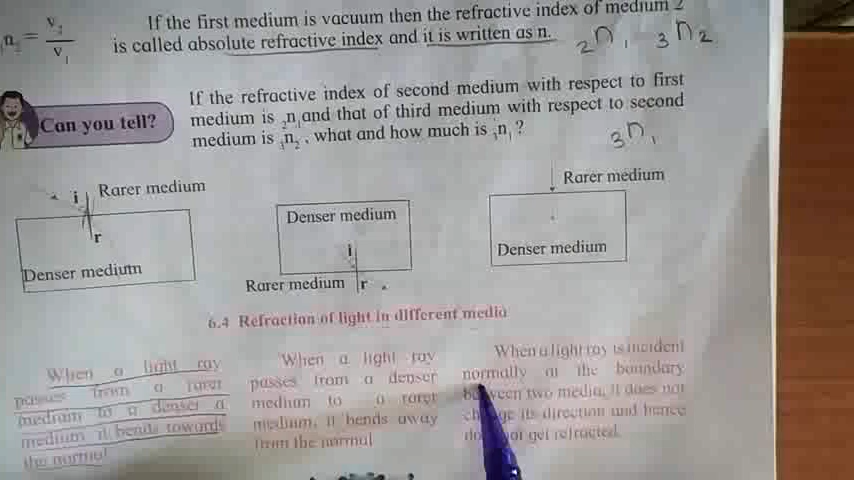 If the first medium is vacuum then the refractive index of medium 2
n = v / v₁
is called absolute refractive index and it is written as n.
₂n₁ ₃n₂
If the refractive index of second medium with respect to first
medium is ₂n₁ and that of third medium with respect to second
medium is ₃n₂ , what and how much is ₃n₁ ?
Can you tell?
₃n₁
i Rarer medium
r
Denser medium
Denser medium
i
Rarer medium r
Rarer medium
Denser medium
6.4 Refraction of light in different media
When a light ray
passes from a rarer
medium to a denser a
medium it bends towards
the normal
When a light ray
passes from a denser
medium to a rarer
medium, it bends away
from the normal
When a light ray is incident
normally at the boundary
between two media, it does not
its direction and hence
not get refracted.